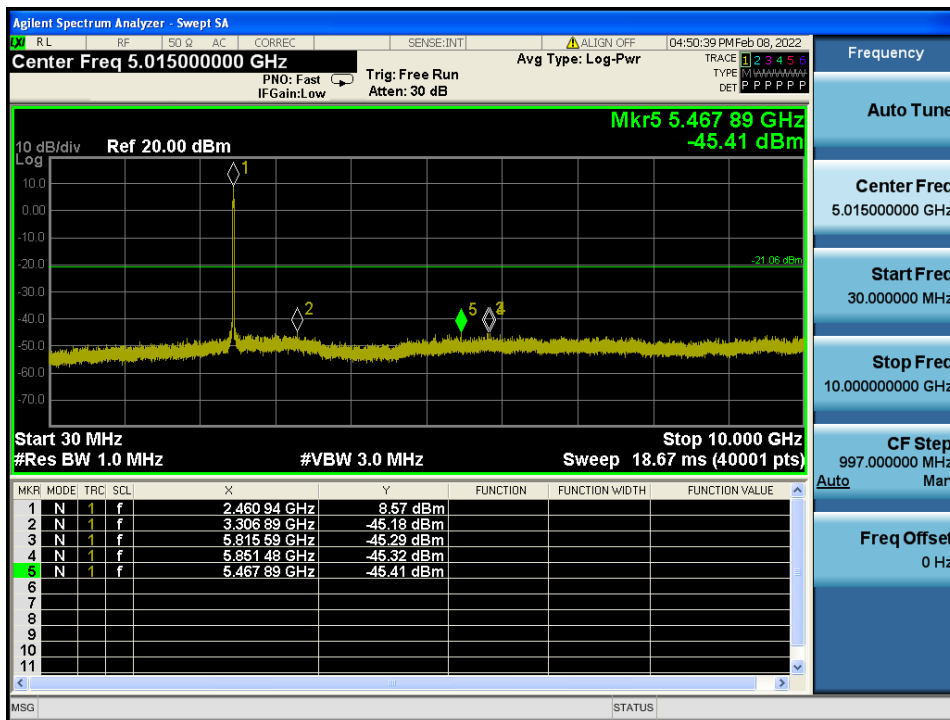 Agilent Spectrum Analyzer - Swept SA
LXI RL RF 50 Ω AC CORREC SENSE:INT ALIGN OFF 04:50:39 PM Feb 08, 2022
Center Freq 5.015000000 GHz
PNO: Fast
IFGain:Low
Trig: Free Run
Atten: 30 dB
Avg Type: Log-Pwr
TRACE 1 2 3 4 5 6
TYPE M WWWWW
DET P P P P P P
Mkr5 5.467 89 GHz
-45.41 dBm
10 dB/div
Log
Ref 20.00 dBm
10.0
0.00
-10.0
-20.0
-30.0
-40.0
-50.0
-60.0
-70.0
1
2
5
-21.06 dBm
Start 30 MHz
Stop 10.000 GHz
#Res BW 1.0 MHz
#VBW 3.0 MHz
Sweep 18.67 ms (40001 pts)
MKR MODE TRC SCL X Y FUNCTION FUNCTION WIDTH FUNCTION VALUE
1 N 1 f 2.460 94 GHz 8.57 dBm
2 N 1 f 3.306 89 GHz -45.18 dBm
3 N 1 f 5.815 59 GHz -45.29 dBm
4 N 1 f 5.851 48 GHz -45.32 dBm
5 N 1 f 5.467 89 GHz -45.41 dBm
6
7
8
9
10
11
MSG
STATUS
Frequency
Auto Tune
Center Freq
5.015000000 GHz
Start Freq
30.000000 MHz
Stop Freq
10.000000000 GHz
CF Step
997.000000 MHz
Auto Man
Freq Offset
0 Hz